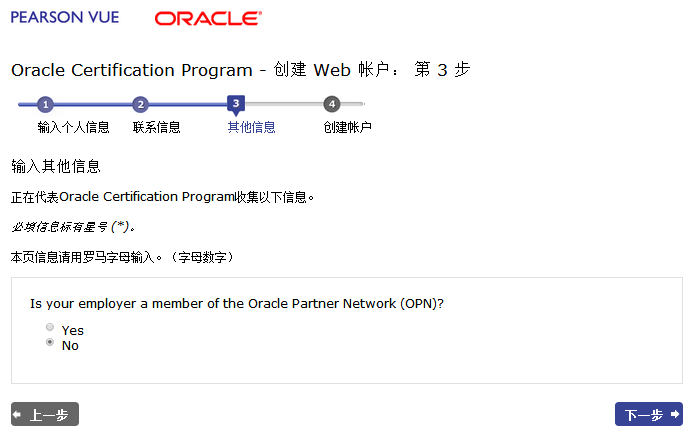 PEARSON VUE ORACLE
Oracle Certification Program - 创建 Web 帐户： 第 3 步
1 2 3 4
输入个人信息 联系信息 其他信息 创建帐户
输入其他信息
正在代表Oracle Certification Program收集以下信息。
必填信息标有星号 (*)。
本页信息请用罗马字母输入。（字母数字）
Is your employer a member of the Oracle Partner Network (OPN)?
Yes
No
上一步 下一步